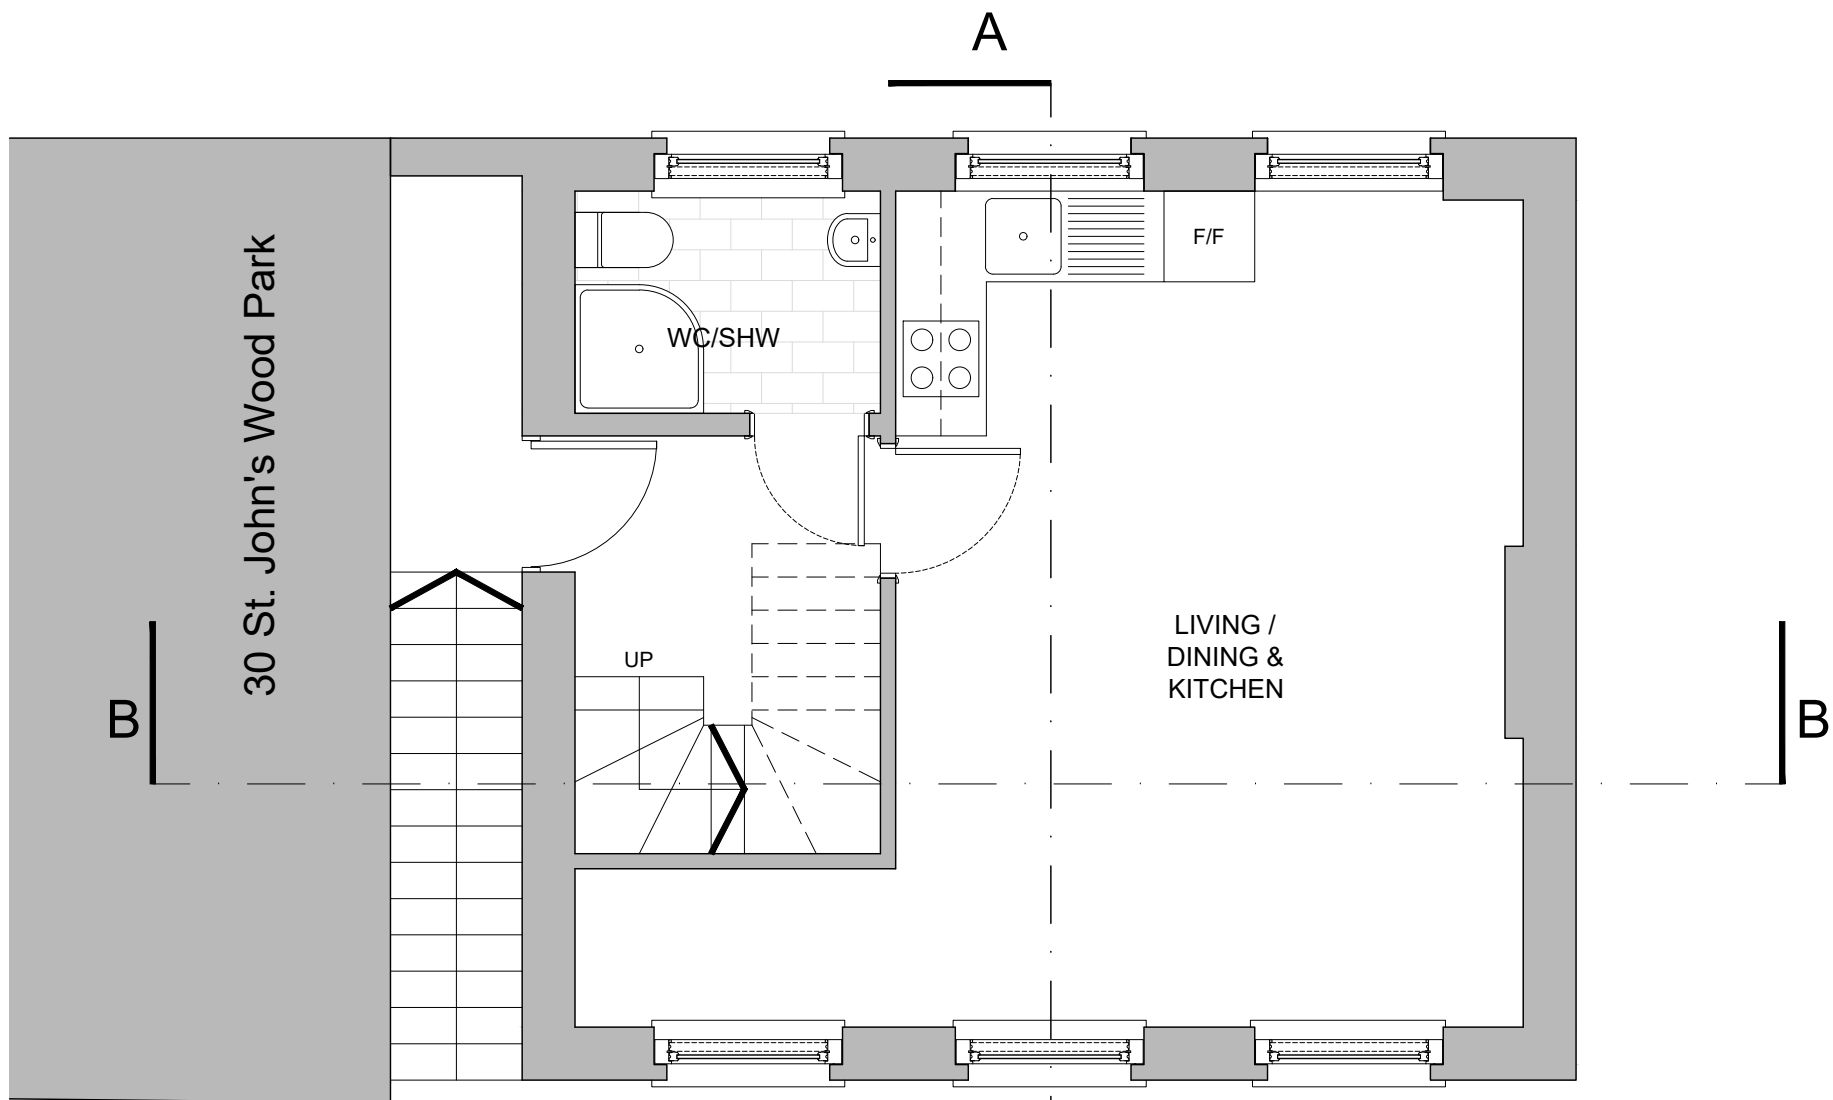 A
30 St. John's Wood Park
F/F
WC/SHW
LIVING /
DINING &
KITCHEN
UP
B
B